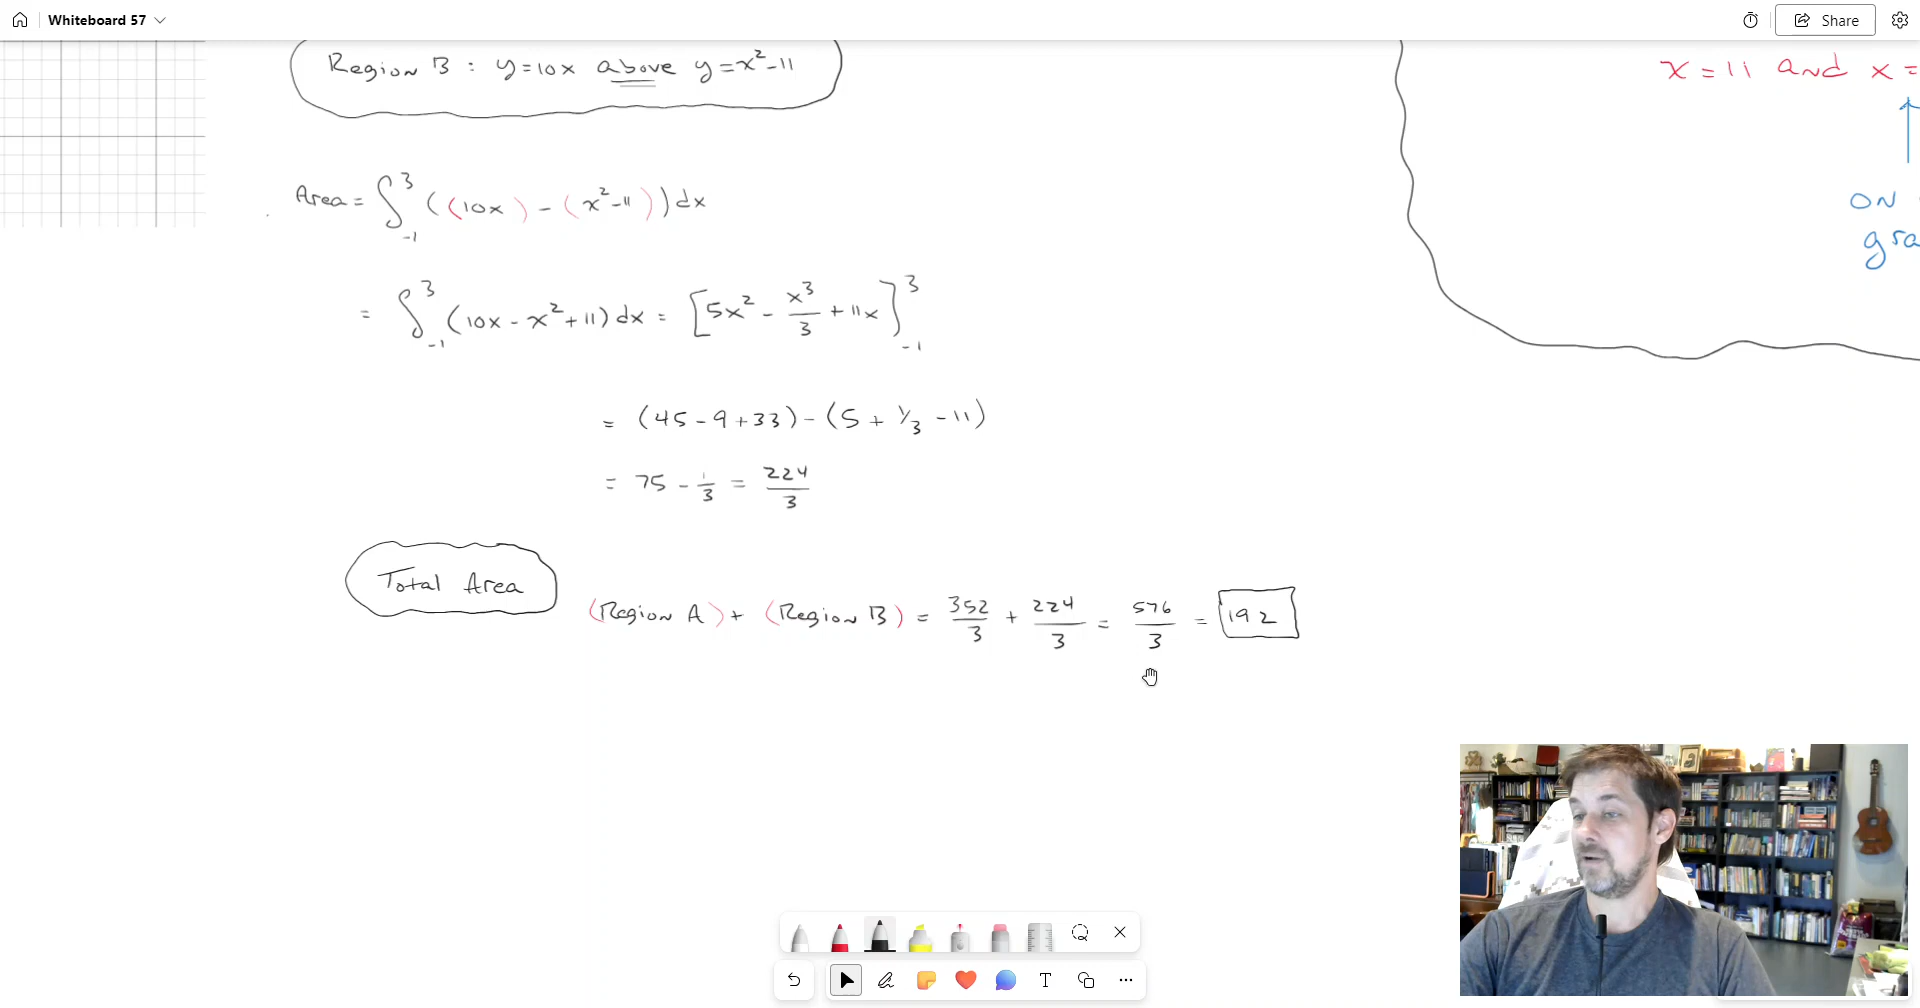 Whiteboard 57
Share
Region B : y=10x above y=x²-11
x = 11 and x =
Area = ∫₋₁³ ((10x) - (x²-11)) dx
ON
gra
= ∫₋₁³ (10x - x² + 11) dx = [5x² - x³/3 + 11x]₋₁³
= (45 - 9 + 33) - (5 + 1/3 - 11)
= 75 - 1/3 = 224/3
Total Area
(Region A) + (Region B) = 352/3 + 224/3 = 576/3 = 192
T